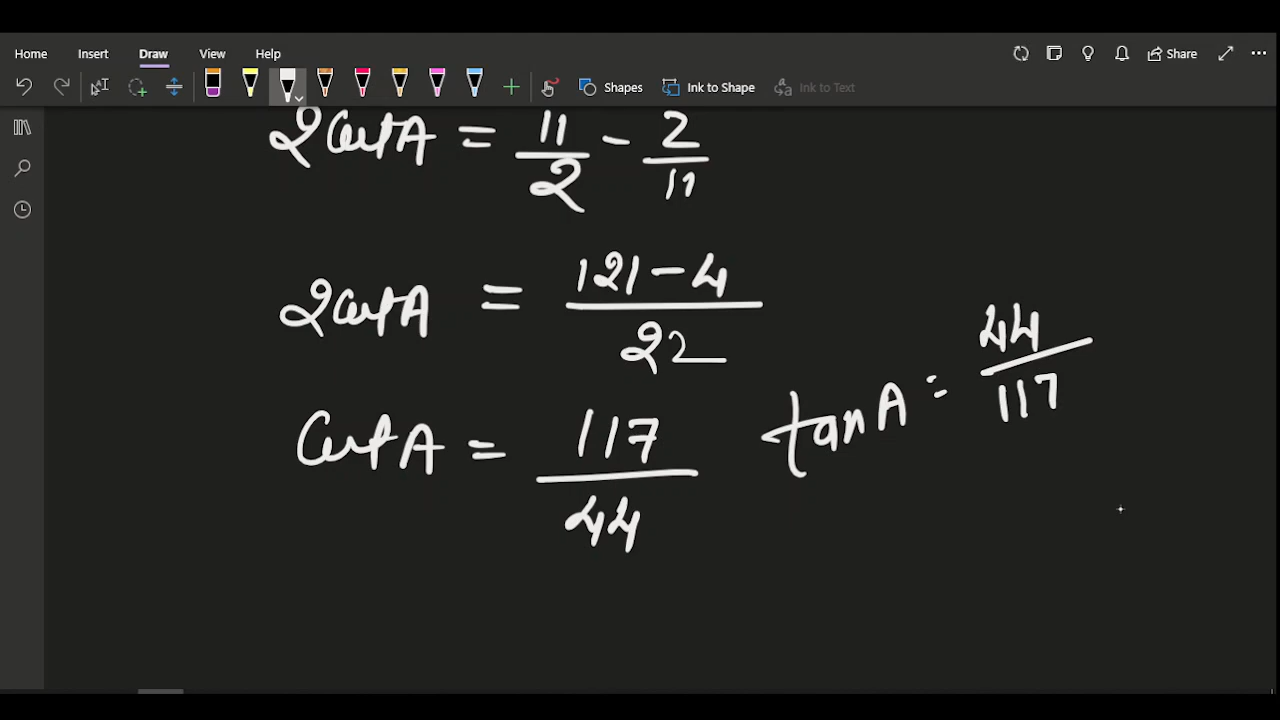 Home Insert Draw View Help Share
Shapes Ink to Shape Ink to Text
2cotA = 11/2 - 2/11
2cotA = 121-4/22
CotA = 117/44
tanA = 44/117